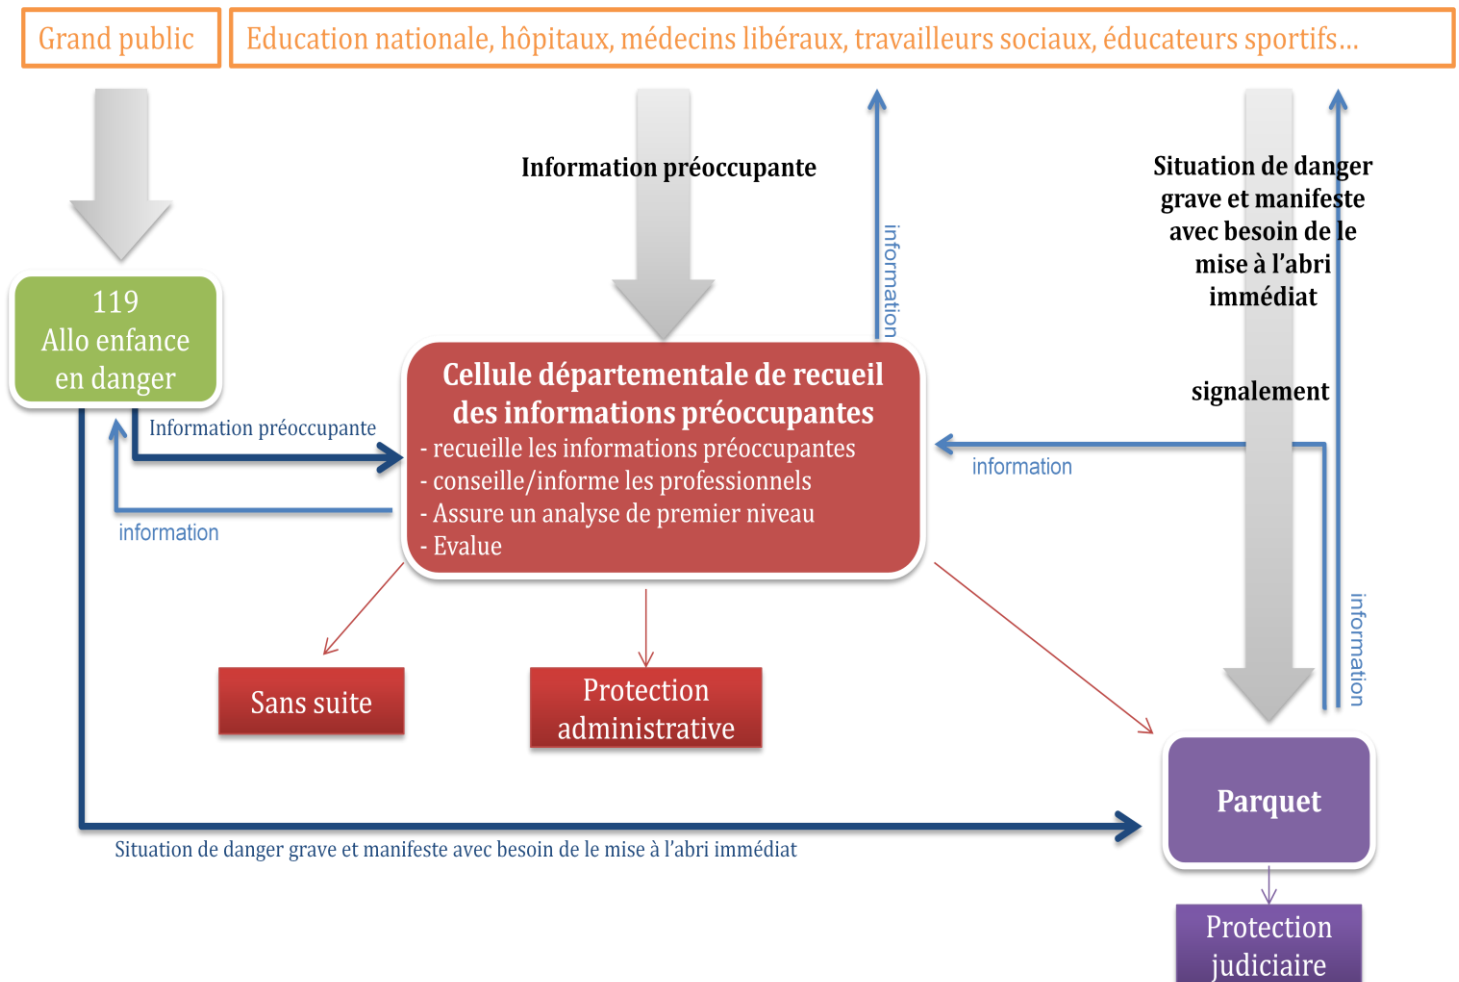 Grand public
Education nationale, hôpitaux, médecins libéraux, travailleurs sociaux, éducateurs sportifs...
Information préoccupante
Situation de danger
grave et manifeste
avec besoin de le
mise à l'abri
immédiat
signalement
information
119
Allo enfance
en danger
Information préoccupante
information
Cellule départementale de recueil
des informations préoccupantes
- recueille les informations préoccupantes
- conseille/informe les professionnels
- Assure un analyse de premier niveau
- Evalue
information
information
Sans suite
Protection
administrative
Parquet
Situation de danger grave et manifeste avec besoin de le mise à l'abri immédiat
Protection
judiciaire